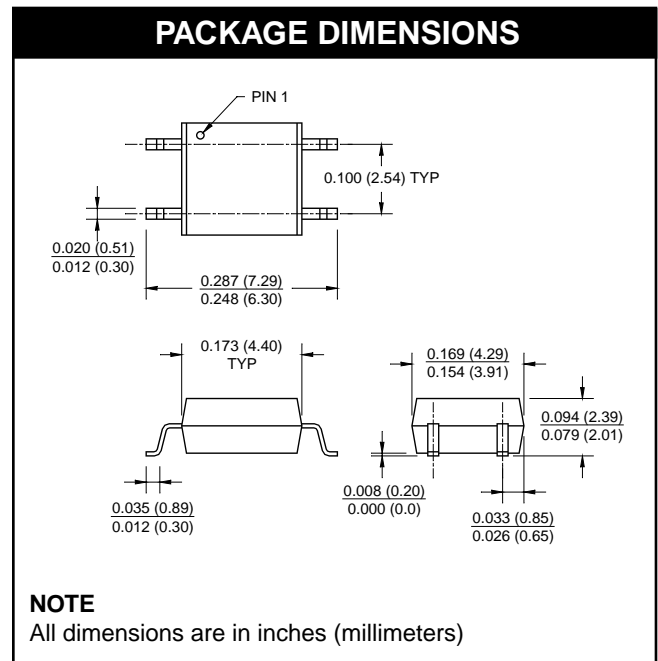 PACKAGE DIMENSIONS
PIN 1
0.100 (2.54) TYP
0.020 (0.51)
0.012 (0.30)
0.287 (7.29)
0.248 (6.30)
0.173 (4.40)
TYP
0.169 (4.29)
0.154 (3.91)
0.094 (2.39)
0.079 (2.01)
0.008 (0.20)
0.000 (0.0)
0.035 (0.89)
0.012 (0.30)
0.033 (0.85)
0.026 (0.65)
NOTE
All dimensions are in inches (millimeters)